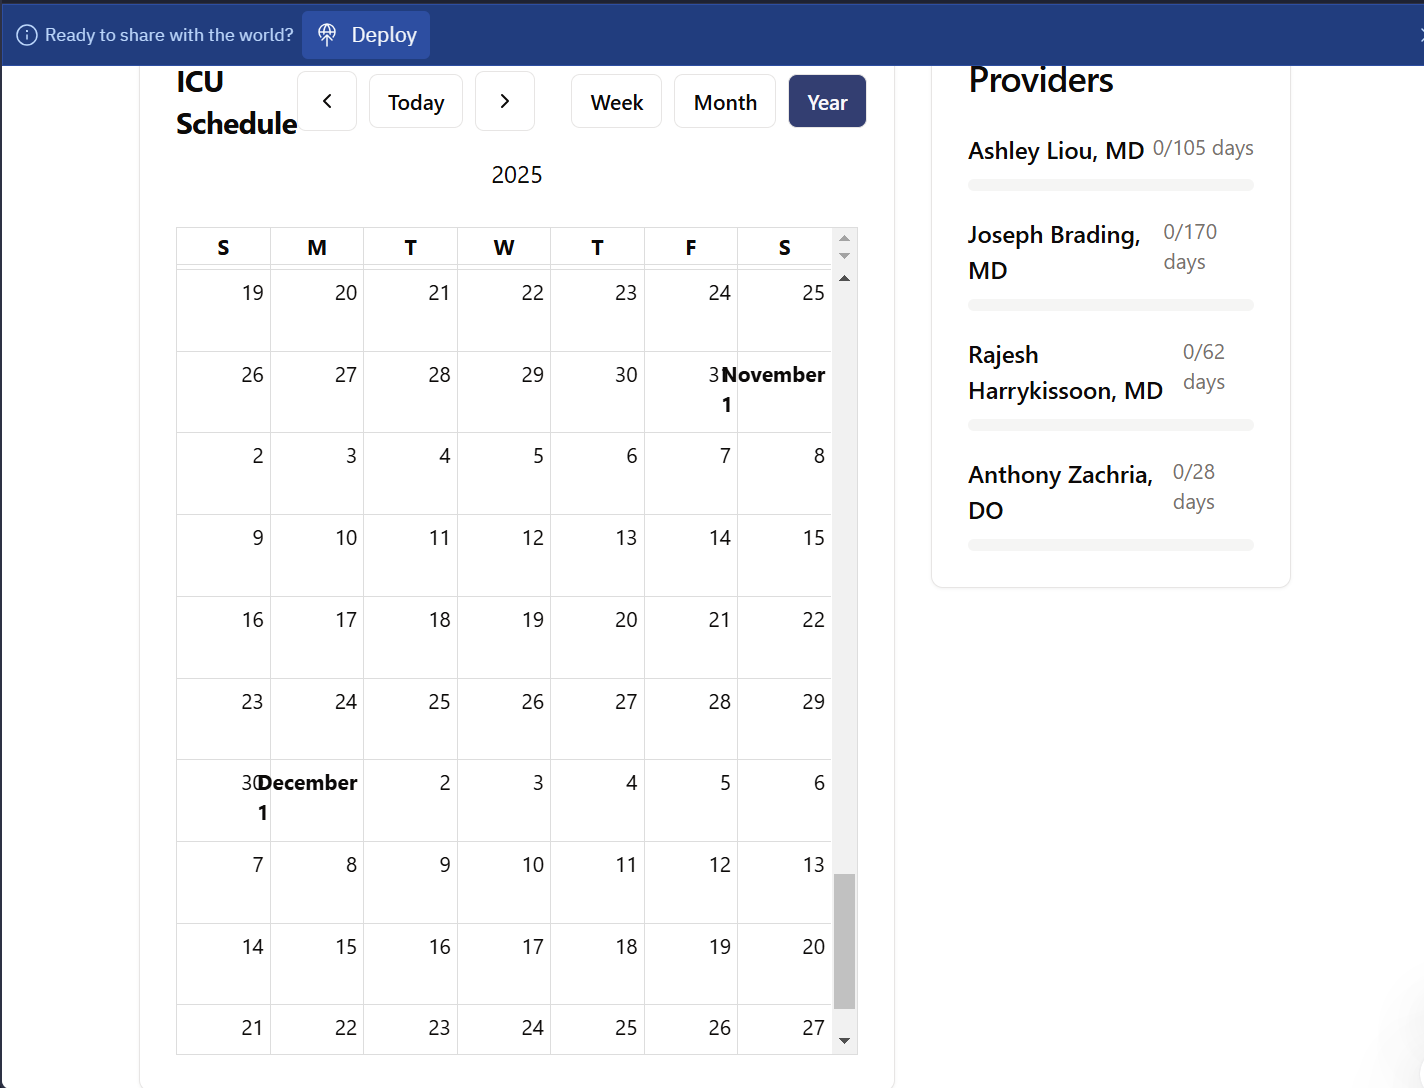 Ready to share with the world? Deploy
ICU
Schedule
Today
Week Month Year
2025
S M T W T F S
19 20 21 22 23 24 25
26 27 28 29 30 31 November
1
2 3 4 5 6 7 8
9 10 11 12 13 14 15
16 17 18 19 20 21 22
23 24 25 26 27 28 29
30 December 2 3 4 5 6
1
7 8 9 10 11 12 13
14 15 16 17 18 19 20
21 22 23 24 25 26 27
Providers
Ashley Liou, MD 0/105 days
Joseph Brading, 0/170
MD days
Rajesh 0/62
Harrykissoon, MD days
Anthony Zachria, 0/28
DO days